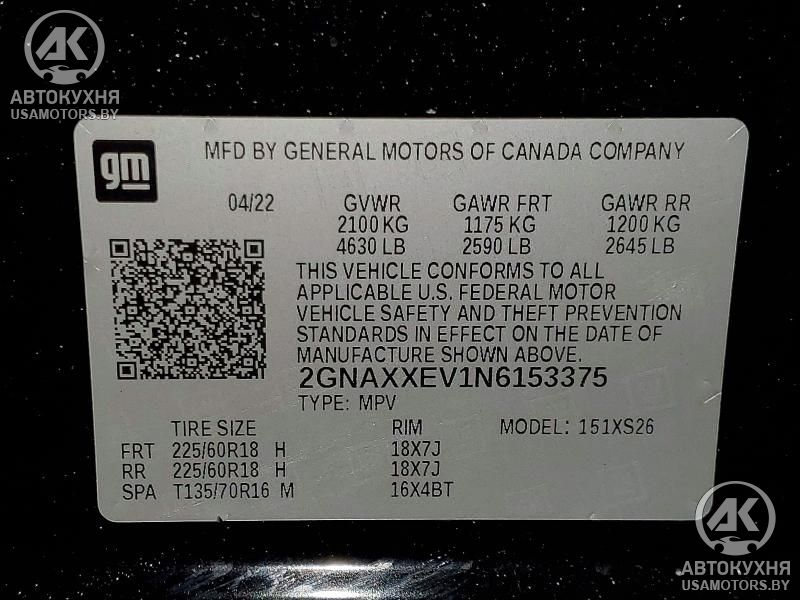 AK
АВТОКУХНЯ
USAMOTORS.BY
gm
MFD BY GENERAL MOTORS OF CANADA COMPANY
04/22 GVWR GAWR FRT GAWR RR
2100 KG 1175 KG 1200 KG
4630 LB 2590 LB 2645 LB
THIS VEHICLE CONFORMS TO ALL
APPLICABLE U.S. FEDERAL MOTOR
VEHICLE SAFETY AND THEFT PREVENTION
STANDARDS IN EFFECT ON THE DATE OF
MANUFACTURE SHOWN ABOVE.
2GNAXXEV1N6153375
TYPE: MPV
TIRE SIZE RIM MODEL: 151XS26
FRT 225/60R18 H 18X7J
RR 225/60R18 H 18X7J
SPA T135/70R16 M 16X4BT
AK
АВТОКУХНЯ
USAMOTORS.BY